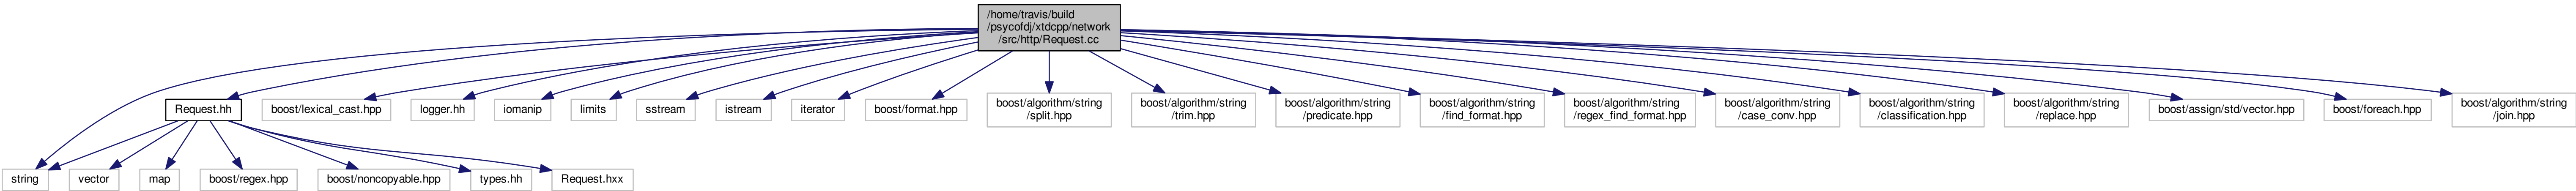 /home/travis/build
/psycofdj/xtdcpp/network
/src/http/Request.cc
Request.hh
boost/lexical_cast.hpp
logger.hh
iomanip
limits
sstream
istream
iterator
boost/format.hpp
boost/algorithm/string
/split.hpp
boost/algorithm/string
/trim.hpp
boost/algorithm/string
/predicate.hpp
boost/algorithm/string
/find_format.hpp
boost/algorithm/string
/regex_find_format.hpp
boost/algorithm/string
/case_conv.hpp
boost/algorithm/string
/classification.hpp
boost/algorithm/string
/replace.hpp
boost/assign/std/vector.hpp
boost/foreach.hpp
boost/algorithm/string
/join.hpp
string
vector
map
boost/regex.hpp
boost/noncopyable.hpp
types.hh
Request.hxx